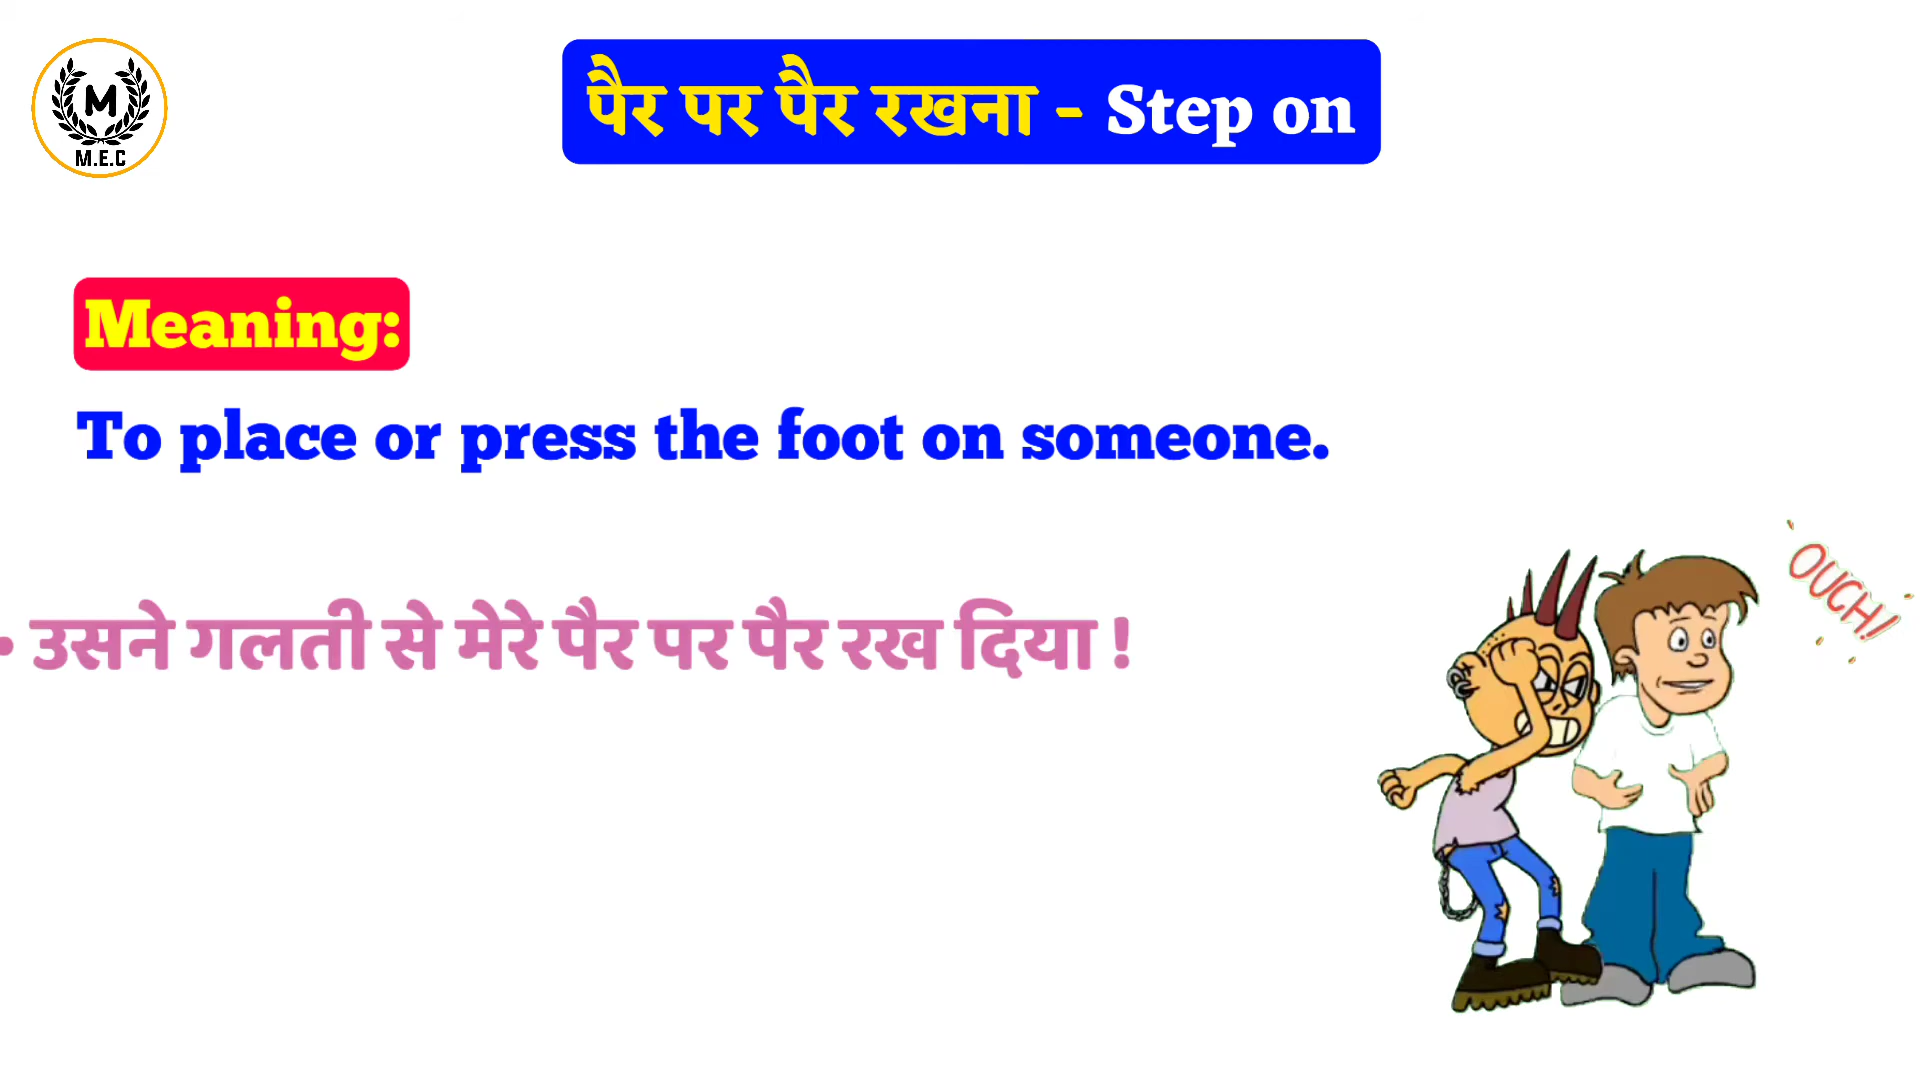 M
M.E.C
पैर पर पैर रखना - Step on
Meaning:
To place or press the foot on someone.
• उसने गलती से मेरे पैर पर पैर रख दिया !
OUCH!